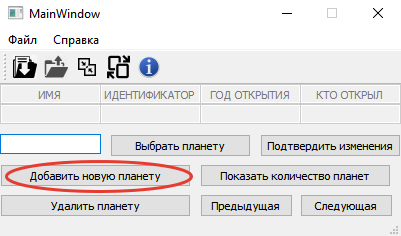 MainWindow
Файл Справка
ИМЯ ИДЕНТИФИКАТОР ГОД ОТКРЫТИЯ КТО ОТКРЫЛ
Выбрать планету Подтвердить изменения
Добавить новую планету Показать количество планет
Удалить планету Предыдущая Следующая